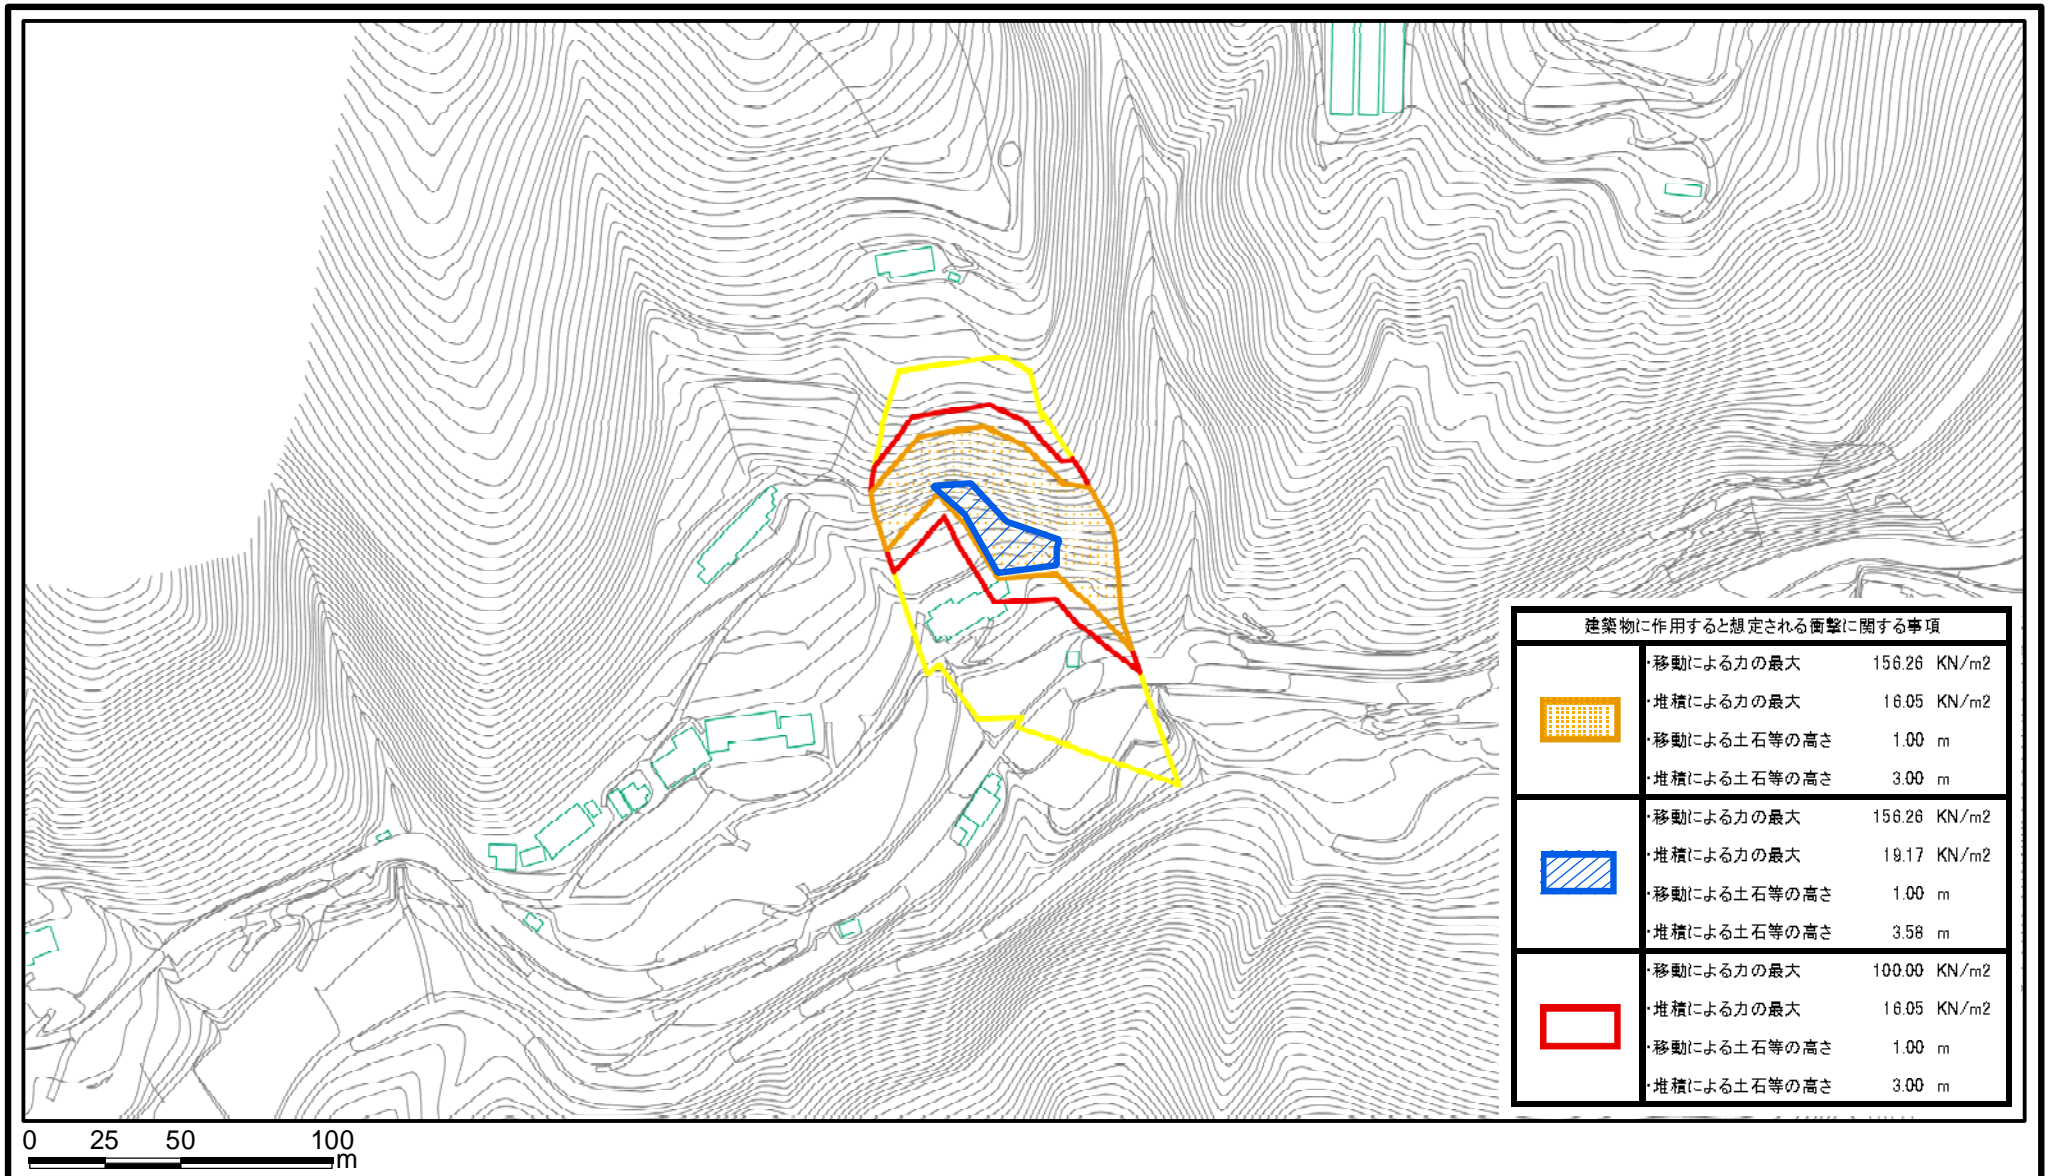 建築物に作用すると想定される衝撃に関する事項
・移動による力の最大 156.26 KN/m2
・堆積による力の最大 16.05 KN/m2
・移動による土石等の高さ 1.00 m
・堆積による土石等の高さ 3.00 m
・移動による力の最大 156.26 KN/m2
・堆積による力の最大 19.17 KN/m2
・移動による土石等の高さ 1.00 m
・堆積による土石等の高さ 3.58 m
・移動による力の最大 100.00 KN/m2
・堆積による力の最大 16.05 KN/m2
・移動による土石等の高さ 1.00 m
・堆積による土石等の高さ 3.00 m
0 25 50 100
m